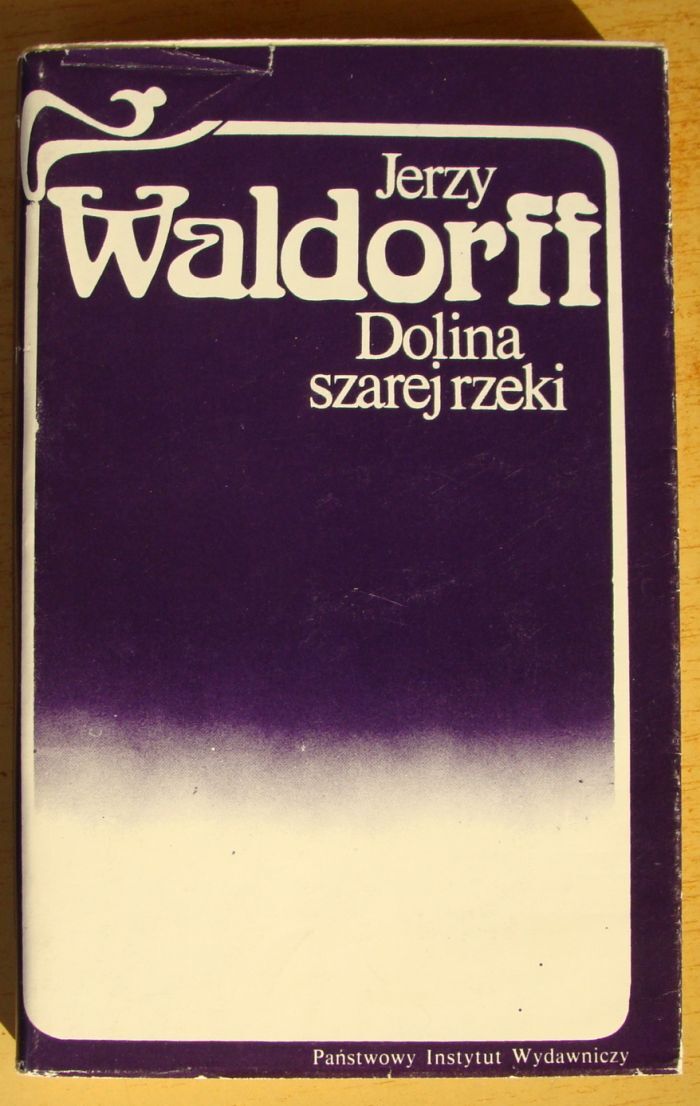 Jerzy
Waldorff
Dolina
szarej rzeki
Państwowy Instytut Wydawniczy